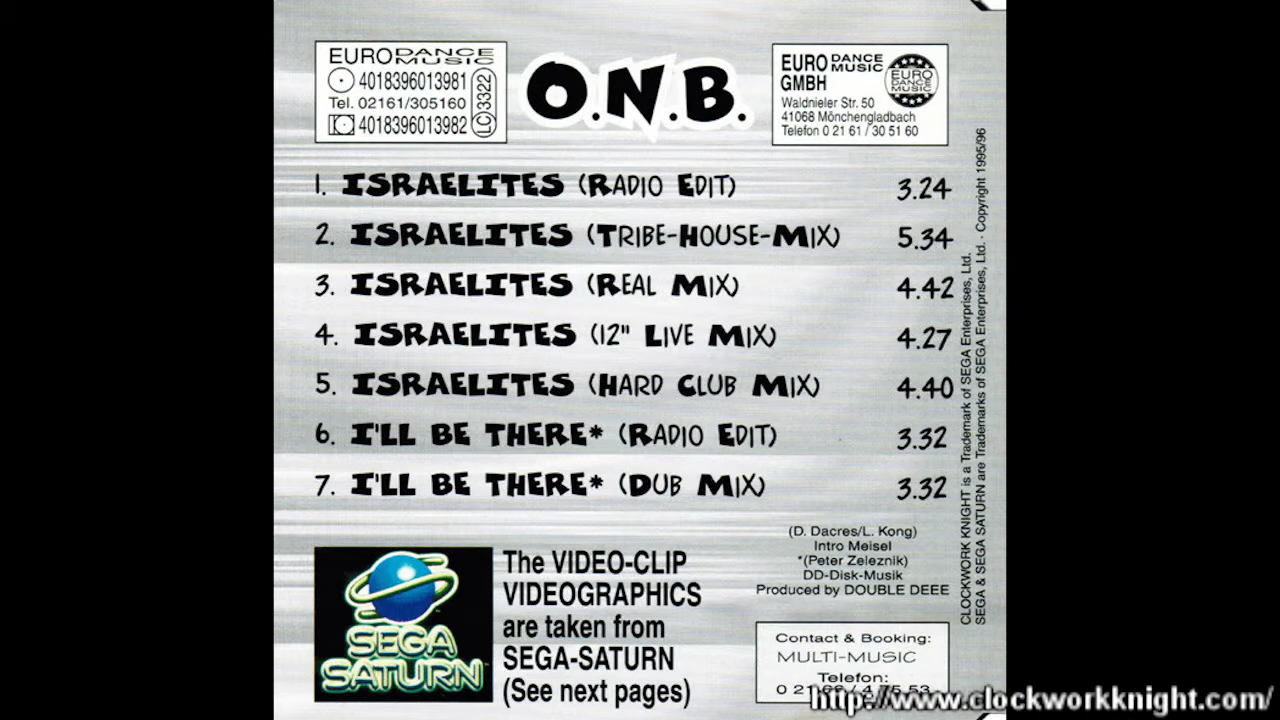 EURODANCE MUSIC
4018396013981
Tel. 02161/305160
4018396013982
LC 3322
O.N.B.
EURO DANCE MUSIC
GMBH
EURO DANCE MUSIC
Waldnieler Str. 50
41068 Mönchengladbach
Telefon 0 21 61 / 30 51 60
1. ISRAELITES (RADIO EDIT) 3.24
2. ISRAELITES (TRIBE-HOUSE-MIX) 5.34
3. ISRAELITES (REAL MIX) 4.42
4. ISRAELITES (12" LIVE MIX) 4.27
5. ISRAELITES (HARD CLUB MIX) 4.40
6. I'LL BE THERE* (RADIO EDIT) 3.32
7. I'LL BE THERE* (DUB MIX) 3.32
CLOCKWORK KNIGHT is a Trademark of SEGA Enterprises, Ltd.
SEGA & SEGA SATURN are Trademarks of SEGA Enterprises, Ltd. · Copyright 1995/96
(D. Dacres/L. Kong)
Intro Meisel
*(Peter Zeleznik)
DD-Disk-Musik
Produced by DOUBLE DEEE
SEGA
SATURN
The VIDEO-CLIP
VIDEOGRAPHICS
are taken from
SEGA-SATURN
(See next pages)
Contact & Booking:
MULTI-MUSIC
Telefon:
http://www.clockworkknight.com/